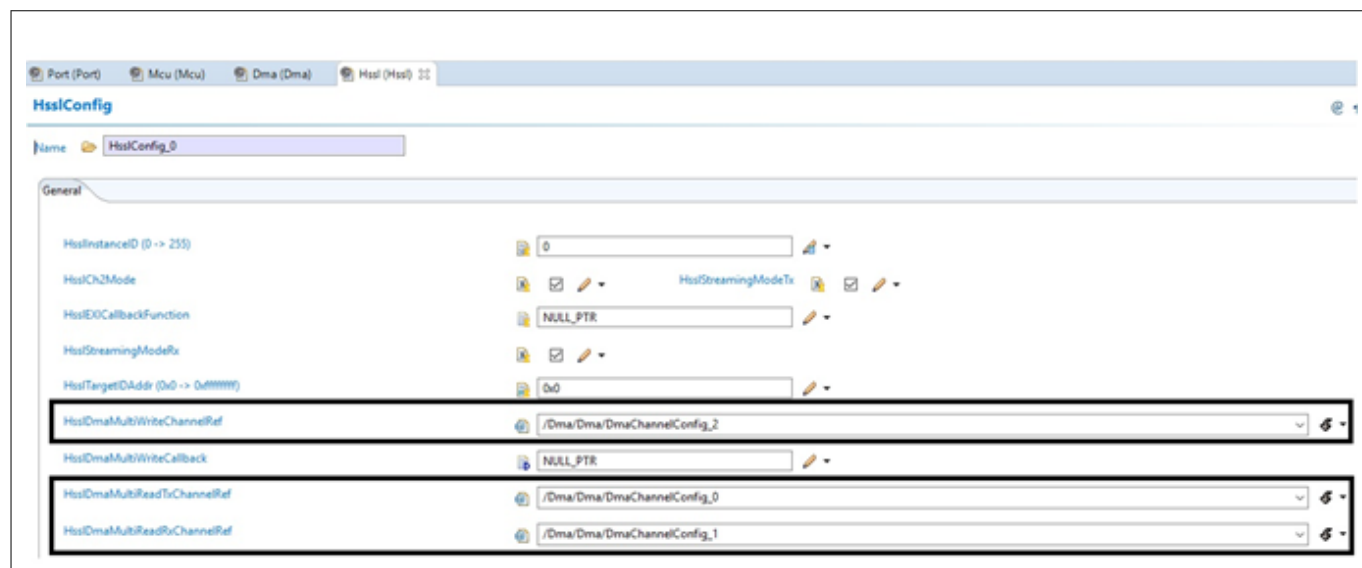 Port (Port) Mcu (Mcu) Dma (Dma) Hssl (Hssl)
HsslConfig
Name HsslConfig_0
General
HsslInstanceID (0 -> 255) 0
HsslCh2Mode HsslStreamingModeTx
HsslEXICallbackFunction NULL_PTR
HsslStreamingModeRx
HsslTargetIDAddr (0x0 -> 0xffffffff) 0x0
HsslDmaMultiWriteChannelRef /Dma/Dma/DmaChannelConfig_2
HsslDmaMultiWriteCallback NULL_PTR
HsslDmaMultiReadTxChannelRef /Dma/Dma/DmaChannelConfig_0
HsslDmaMultiReadRxChannelRef /Dma/Dma/DmaChannelConfig_1